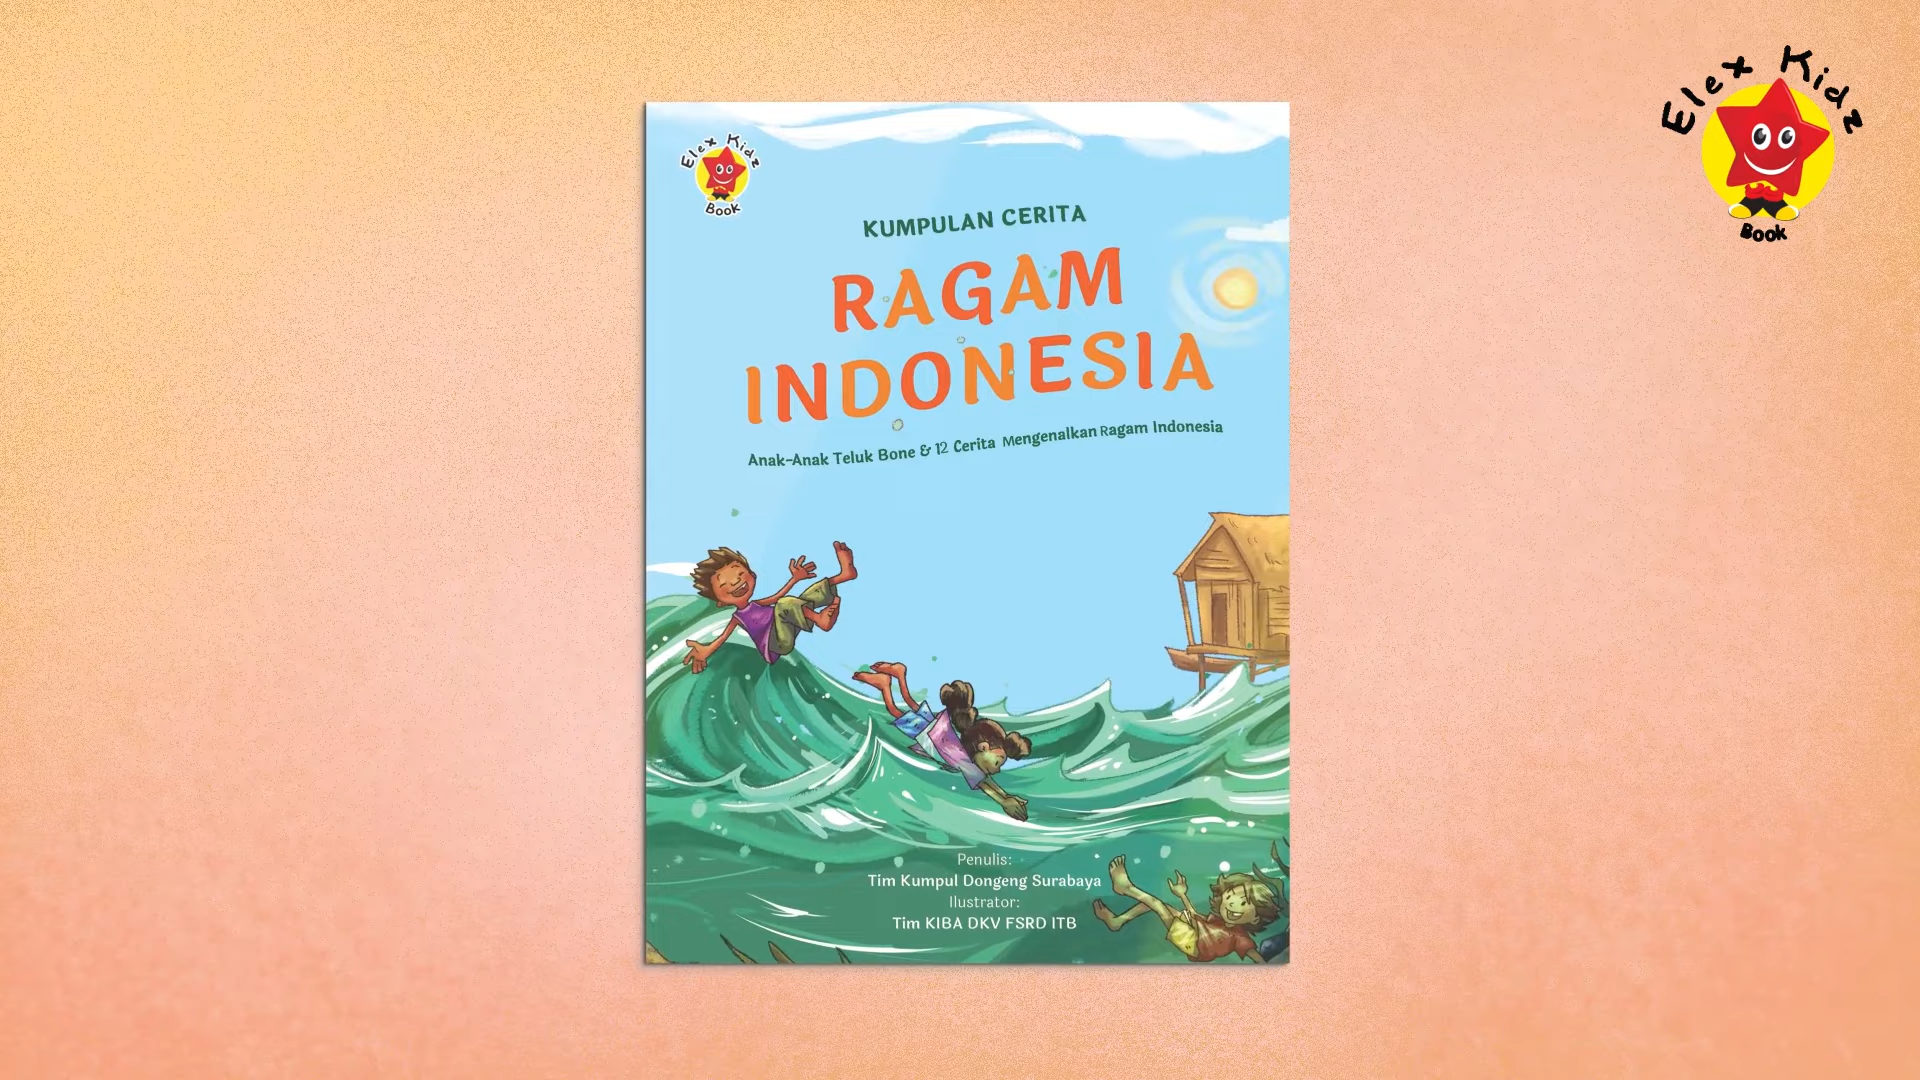 Elex Kidz
Book
Elex Kidz
Book
KUMPULAN CERITA
RAGAM
INDONESIA
Anak-Anak Teluk Bone & 12 Cerita Mengenalkan Ragam Indonesia
Penulis:
Tim Kumpul Dongeng Surabaya
Ilustrator:
Tim KIBA DKV FSRD ITB